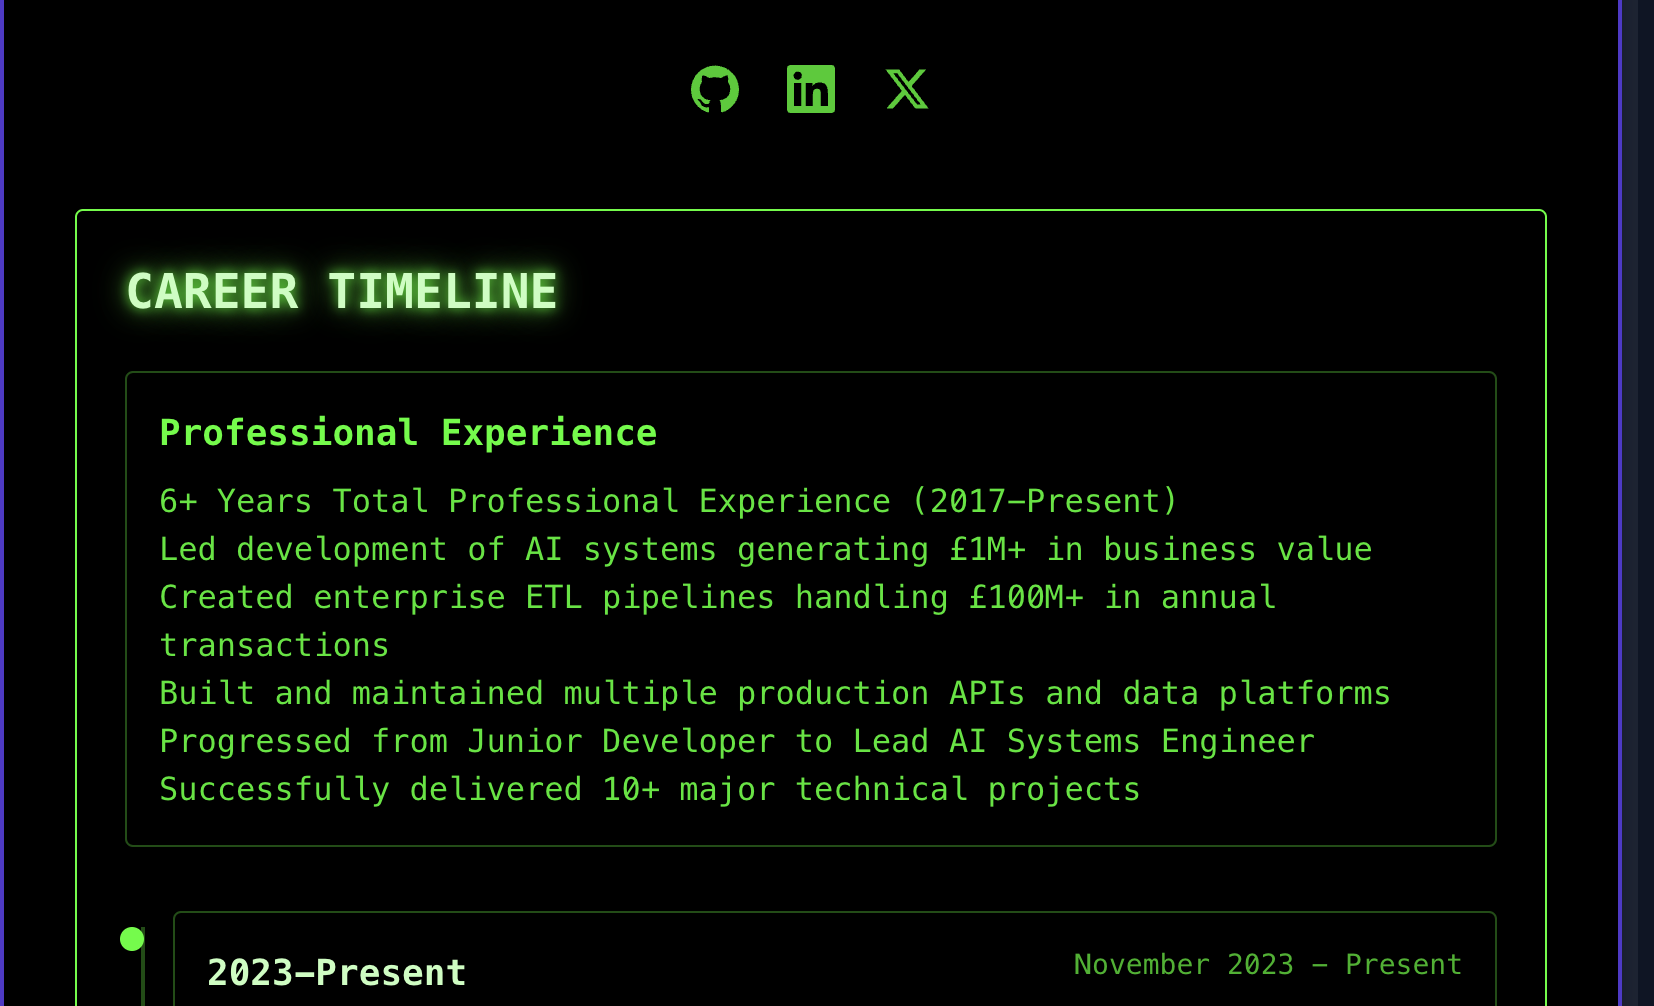 in
CAREER TIMELINE
Professional Experience
6+ Years Total Professional Experience (2017–Present)
Led development of AI systems generating £1M+ in business value
Created enterprise ETL pipelines handling £100M+ in annual
transactions
Built and maintained multiple production APIs and data platforms
Progressed from Junior Developer to Lead AI Systems Engineer
Successfully delivered 10+ major technical projects
2023–Present
November 2023 – Present